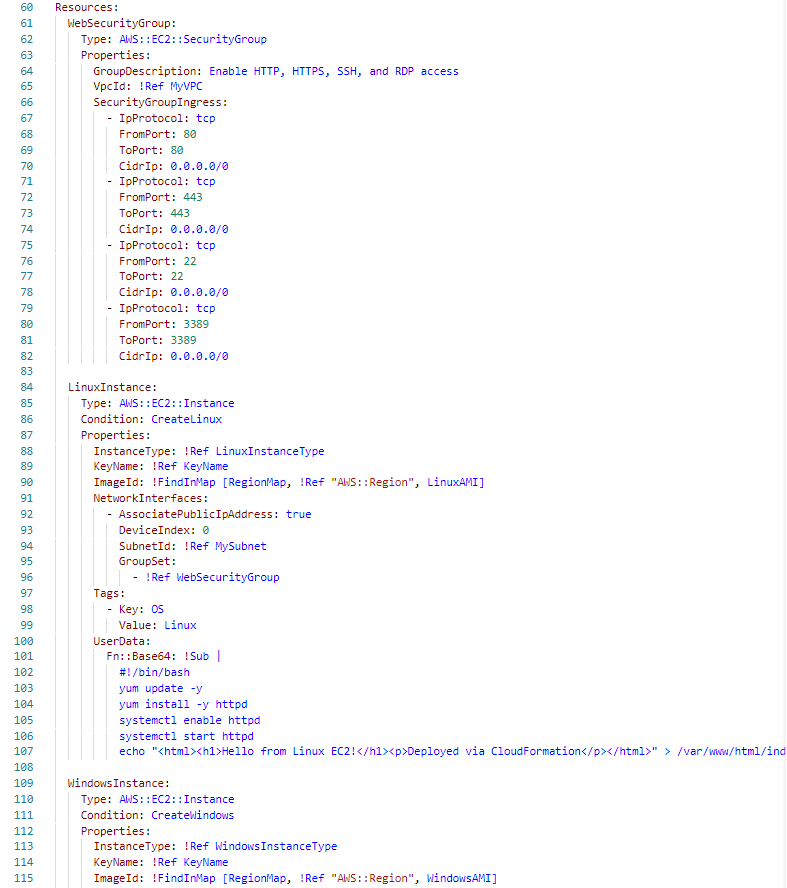 60 Resources:
61   WebSecurityGroup:
62     Type: AWS::EC2::SecurityGroup
63     Properties:
64       GroupDescription: Enable HTTP, HTTPS, SSH, and RDP access
65       VpcId: !Ref MyVPC
66       SecurityGroupIngress:
67         - IpProtocol: tcp
68           FromPort: 80
69           ToPort: 80
70           CidrIp: 0.0.0.0/0
71         - IpProtocol: tcp
72           FromPort: 443
73           ToPort: 443
74           CidrIp: 0.0.0.0/0
75         - IpProtocol: tcp
76           FromPort: 22
77           ToPort: 22
78           CidrIp: 0.0.0.0/0
79         - IpProtocol: tcp
80           FromPort: 3389
81           ToPort: 3389
82           CidrIp: 0.0.0.0/0
83
84   LinuxInstance:
85     Type: AWS::EC2::Instance
86     Condition: CreateLinux
87     Properties:
88       InstanceType: !Ref LinuxInstanceType
89       KeyName: !Ref KeyName
90       ImageId: !FindInMap [RegionMap, !Ref "AWS::Region", LinuxAMI]
91       NetworkInterfaces:
92         - AssociatePublicIpAddress: true
93           DeviceIndex: 0
94           SubnetId: !Ref MySubnet
95           GroupSet:
96             - !Ref WebSecurityGroup
97       Tags:
98         - Key: OS
99           Value: Linux
100       UserData:
101         Fn::Base64: !Sub |
102           #!/bin/bash
103           yum update -y
104           yum install -y httpd
105           systemctl enable httpd
106           systemctl start httpd
107           echo "<html><h1>Hello from Linux EC2!</h1><p>Deployed via CloudFormation</p></html>" > /var/www/html/ind
108
109   WindowsInstance:
110     Type: AWS::EC2::Instance
111     Condition: CreateWindows
112     Properties:
113       InstanceType: !Ref WindowsInstanceType
114       KeyName: !Ref KeyName
115       ImageId: !FindInMap [RegionMap, !Ref "AWS::Region", WindowsAMI]